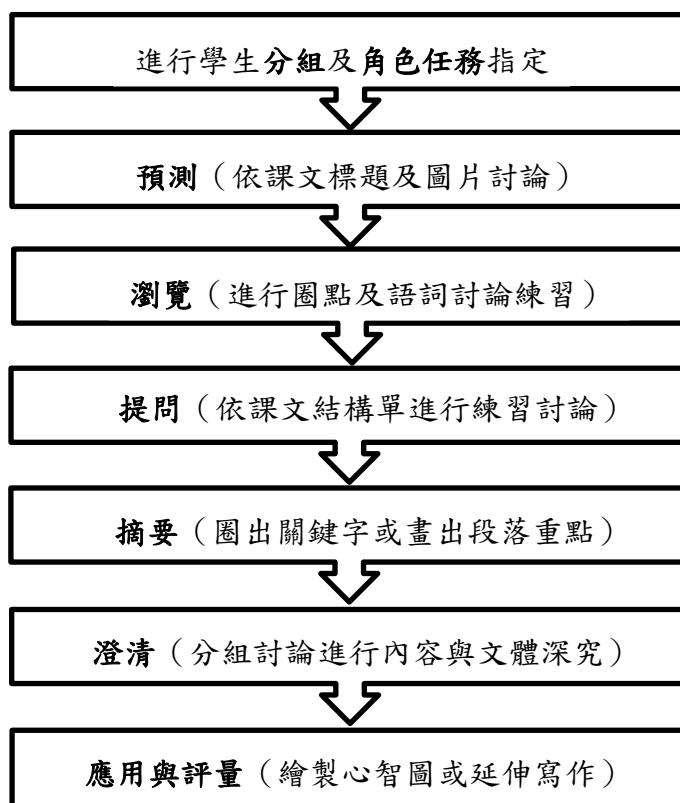 進行學生分組及角色任務指定
預測（依課文標題及圖片討論）
瀏覽（進行圈點及語詞討論練習）
提問（依課文結構單進行練習討論）
摘要（圈出關鍵字或畫出段落重點）
澄清（分組討論進行內容與文體深究）
應用與評量（繪製心智圖或延伸寫作）